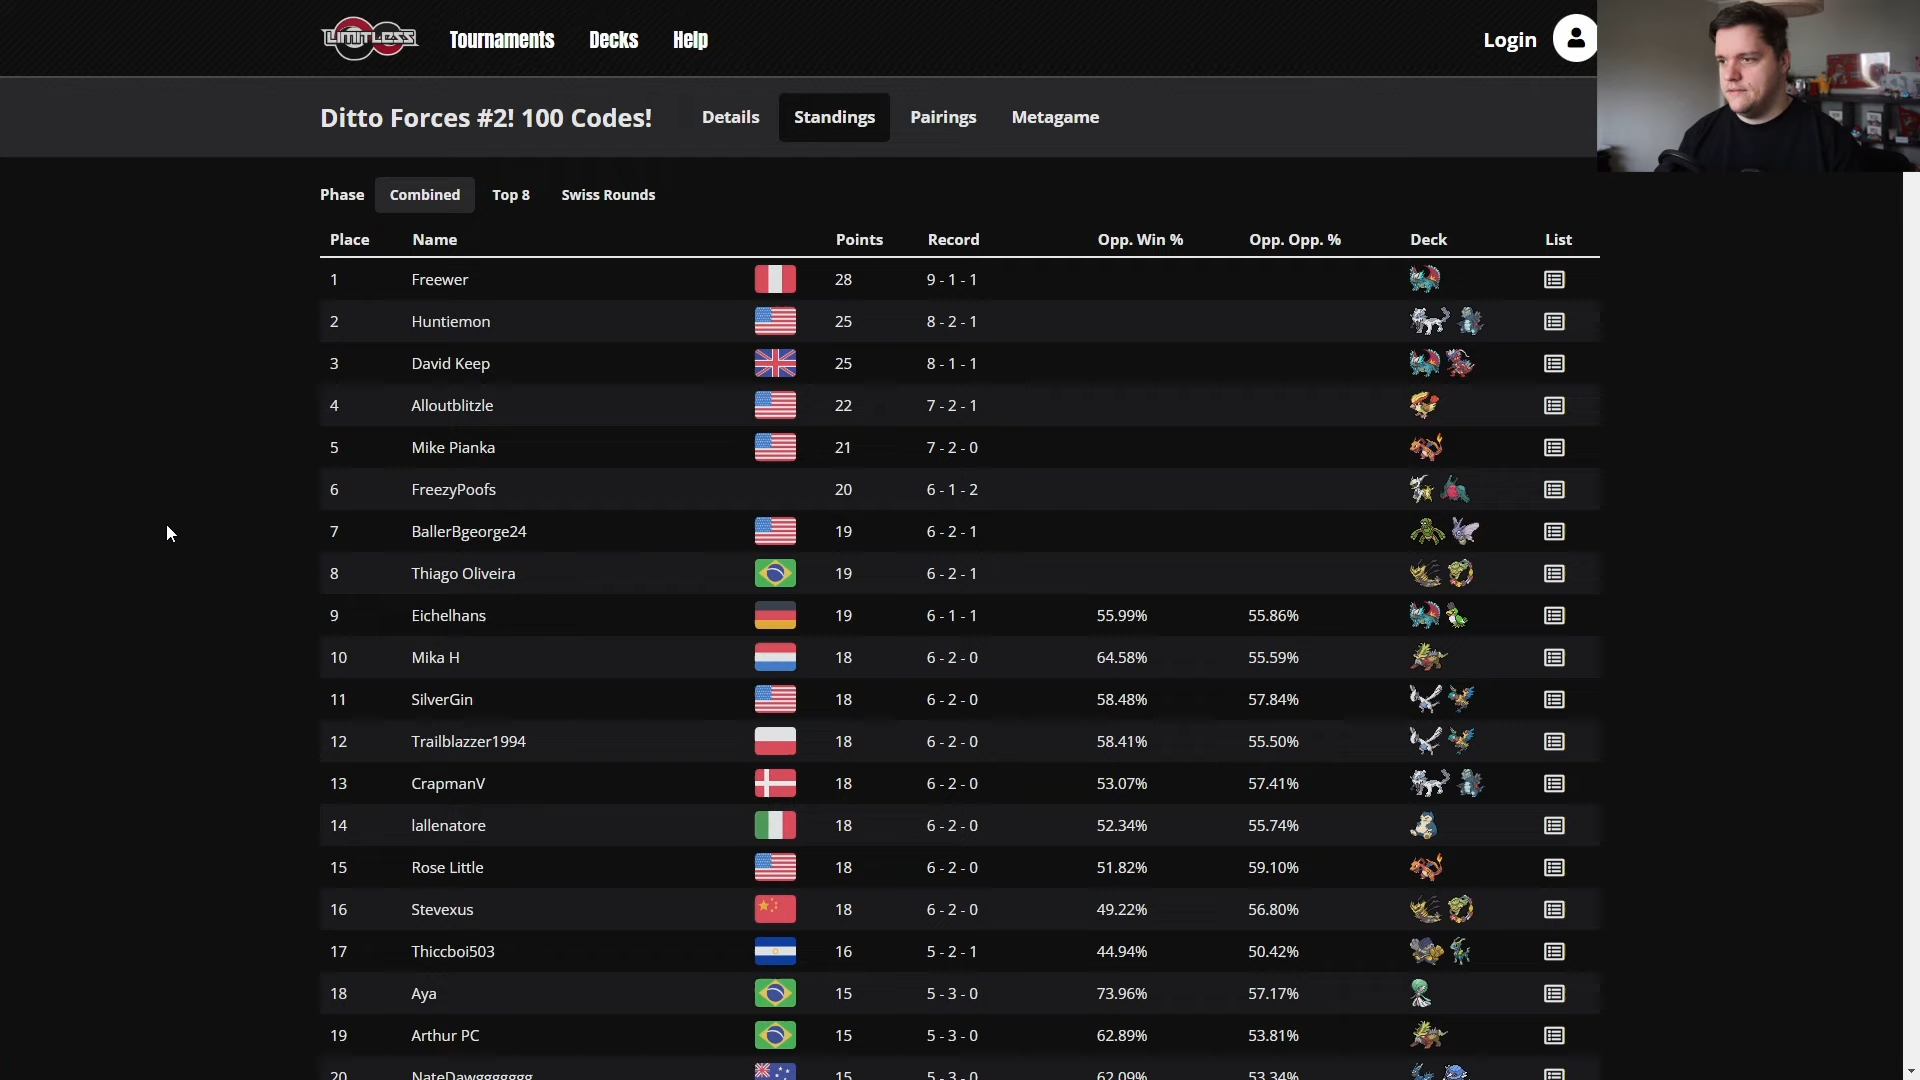 LIMITLESS Tournaments Decks Help Login
Ditto Forces #2! 100 Codes! Details Standings Pairings Metagame
Phase Combined Top 8 Swiss Rounds
Place Name Points Record Opp. Win % Opp. Opp. % Deck List
1 Freewer 28 9 - 1 - 1
2 Huntiemon 25 8 - 2 - 1
3 David Keep 25 8 - 1 - 1
4 Alloutblitzle 22 7 - 2 - 1
5 Mike Pianka 21 7 - 2 - 0
6 FreezyPoofs 20 6 - 1 - 2
7 BallerBgeorge24 19 6 - 2 - 1
8 Thiago Oliveira 19 6 - 2 - 1
9 Eichelhans 19 6 - 1 - 1 55.99% 55.86%
10 Mika H 18 6 - 2 - 0 64.58% 55.59%
11 SilverGin 18 6 - 2 - 0 58.48% 57.84%
12 Trailblazzer1994 18 6 - 2 - 0 58.41% 55.50%
13 CrapmanV 18 6 - 2 - 0 53.07% 57.41%
14 lallenatore 18 6 - 2 - 0 52.34% 55.74%
15 Rose Little 18 6 - 2 - 0 51.82% 59.10%
16 Stevexus 18 6 - 2 - 0 49.22% 56.80%
17 Thiccboi503 16 5 - 2 - 1 44.94% 50.42%
18 Aya 15 5 - 3 - 0 73.96% 57.17%
19 Arthur PC 15 5 - 3 - 0 62.89% 53.81%
20 NateDawgggggggg 15 5 - 3 - 0 62.09% 53.34%